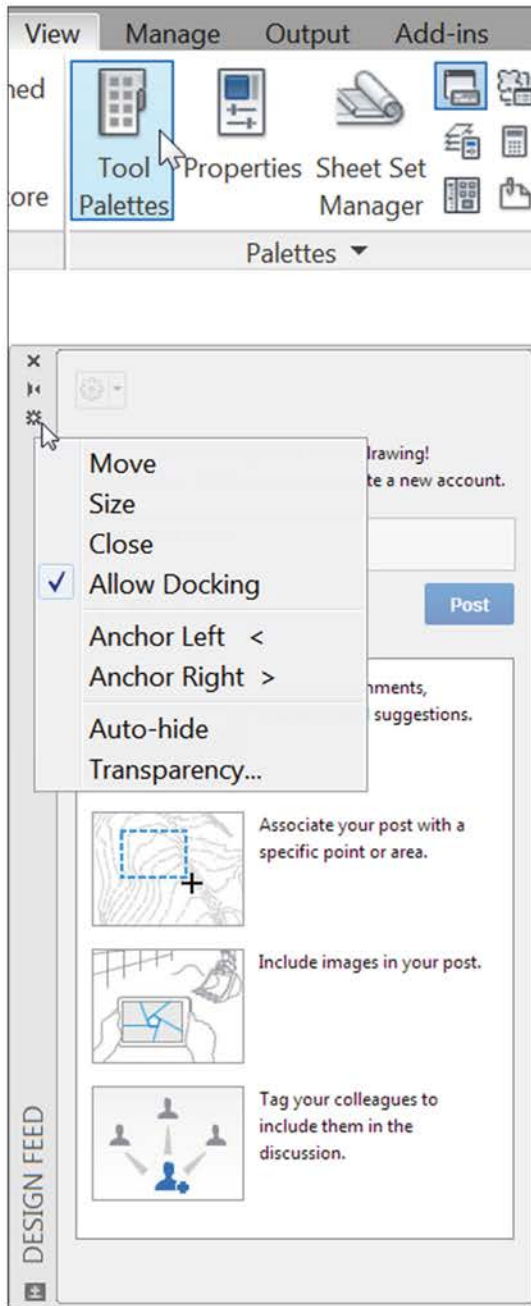 View Manage Output Add-ins
ned
ore
Tool
Palettes
Properties
Sheet Set
Manager
Palettes
Move
Size
Close
Allow Docking
Anchor Left <
Anchor Right >
Auto-hide
Transparency...
lrawing!
te a new account.
Post
nments,
suggestions.
Associate your post with a
specific point or area.
Include images in your post.
Tag your colleagues to
include them in the
discussion.
DESIGN FEED